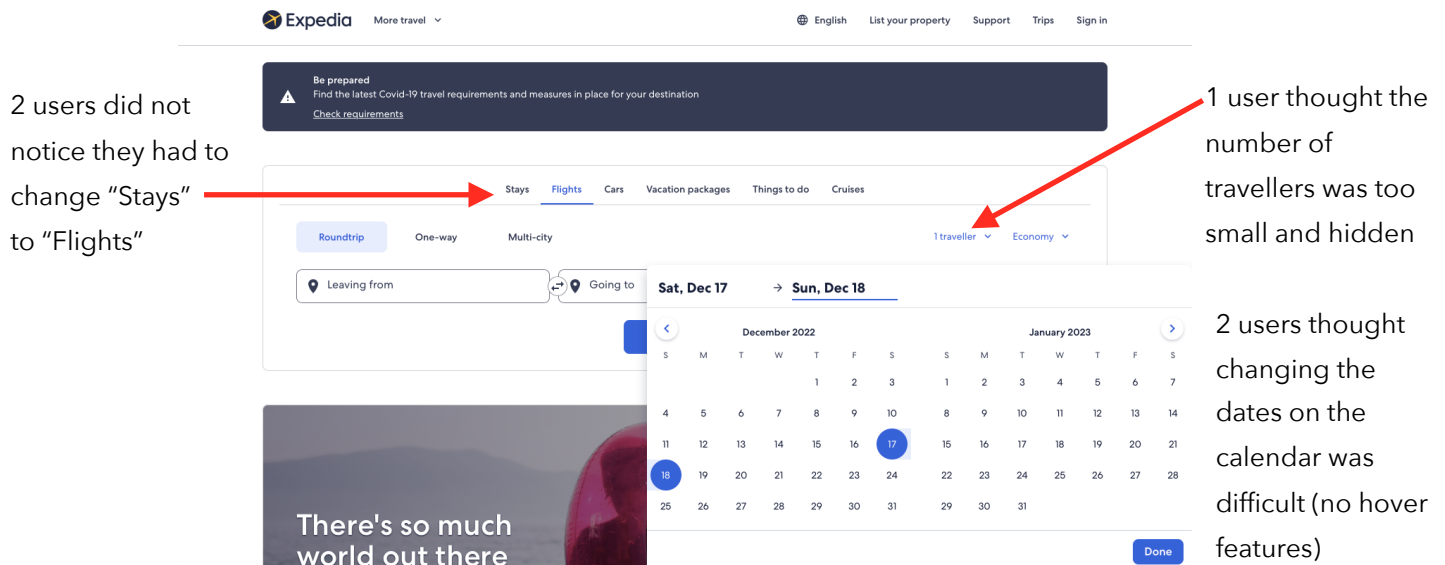 Expedia
More travel
English
List your property
Support
Trips
Sign in
Be prepared
Find the latest Covid-19 travel requirements and measures in place for your destination
Check requirements
2 users did not
notice they had to
change “Stays”
to “Flights”
1 user thought the
number of
travellers was too
small and hidden
Stays Flights Cars Vacation packages Things to do Cruises
Roundtrip One-way Multi-city
1 traveller Economy
Leaving from
Going to
Sat, Dec 17 → Sun, Dec 18
December 2022
S M T W T F S
1 2 3
4 5 6 7 8 9 10
11 12 13 14 15 16 17
18 19 20 21 22 23 24
25 26 27 28 29 30 31
January 2023
S M T W T F S
1 2 3 4 5 6 7
8 9 10 11 12 13 14
15 16 17 18 19 20 21
22 23 24 25 26 27 28
29 30 31
Done
2 users thought
changing the
dates on the
calendar was
difficult (no hover
features)
There's so much
world out there